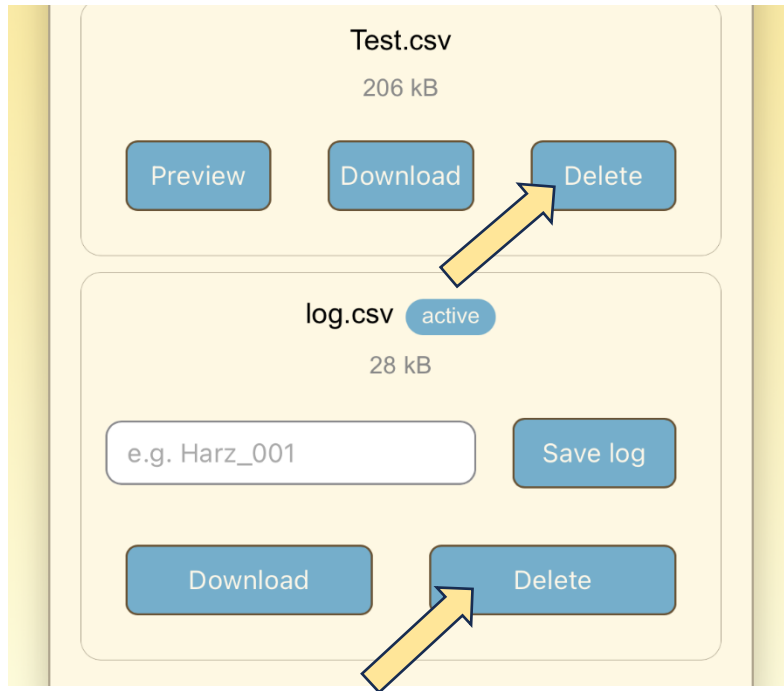 Test.csv
206 kB
Preview Download Delete
log.csv active
28 kB
e.g. Harz_001 Save log
Download Delete